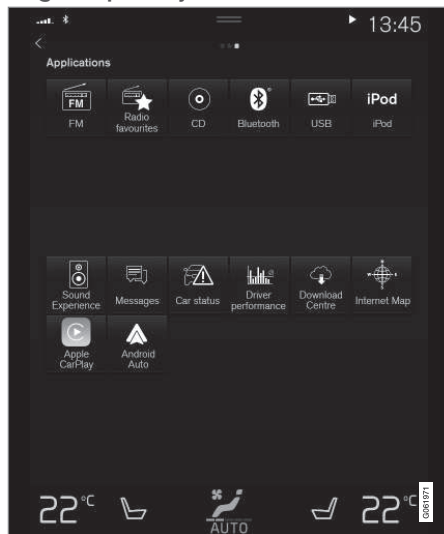 13:45
Applications
FM
FM
Radio
favourites
CD
Bluetooth
USB
iPod
iPod
Sound
Experience
Messages
Car status
Driver
performance
Download
Centre
Internet Map
Apple
CarPlay
Android
Auto
22°C
22°C
AUTO
G061971